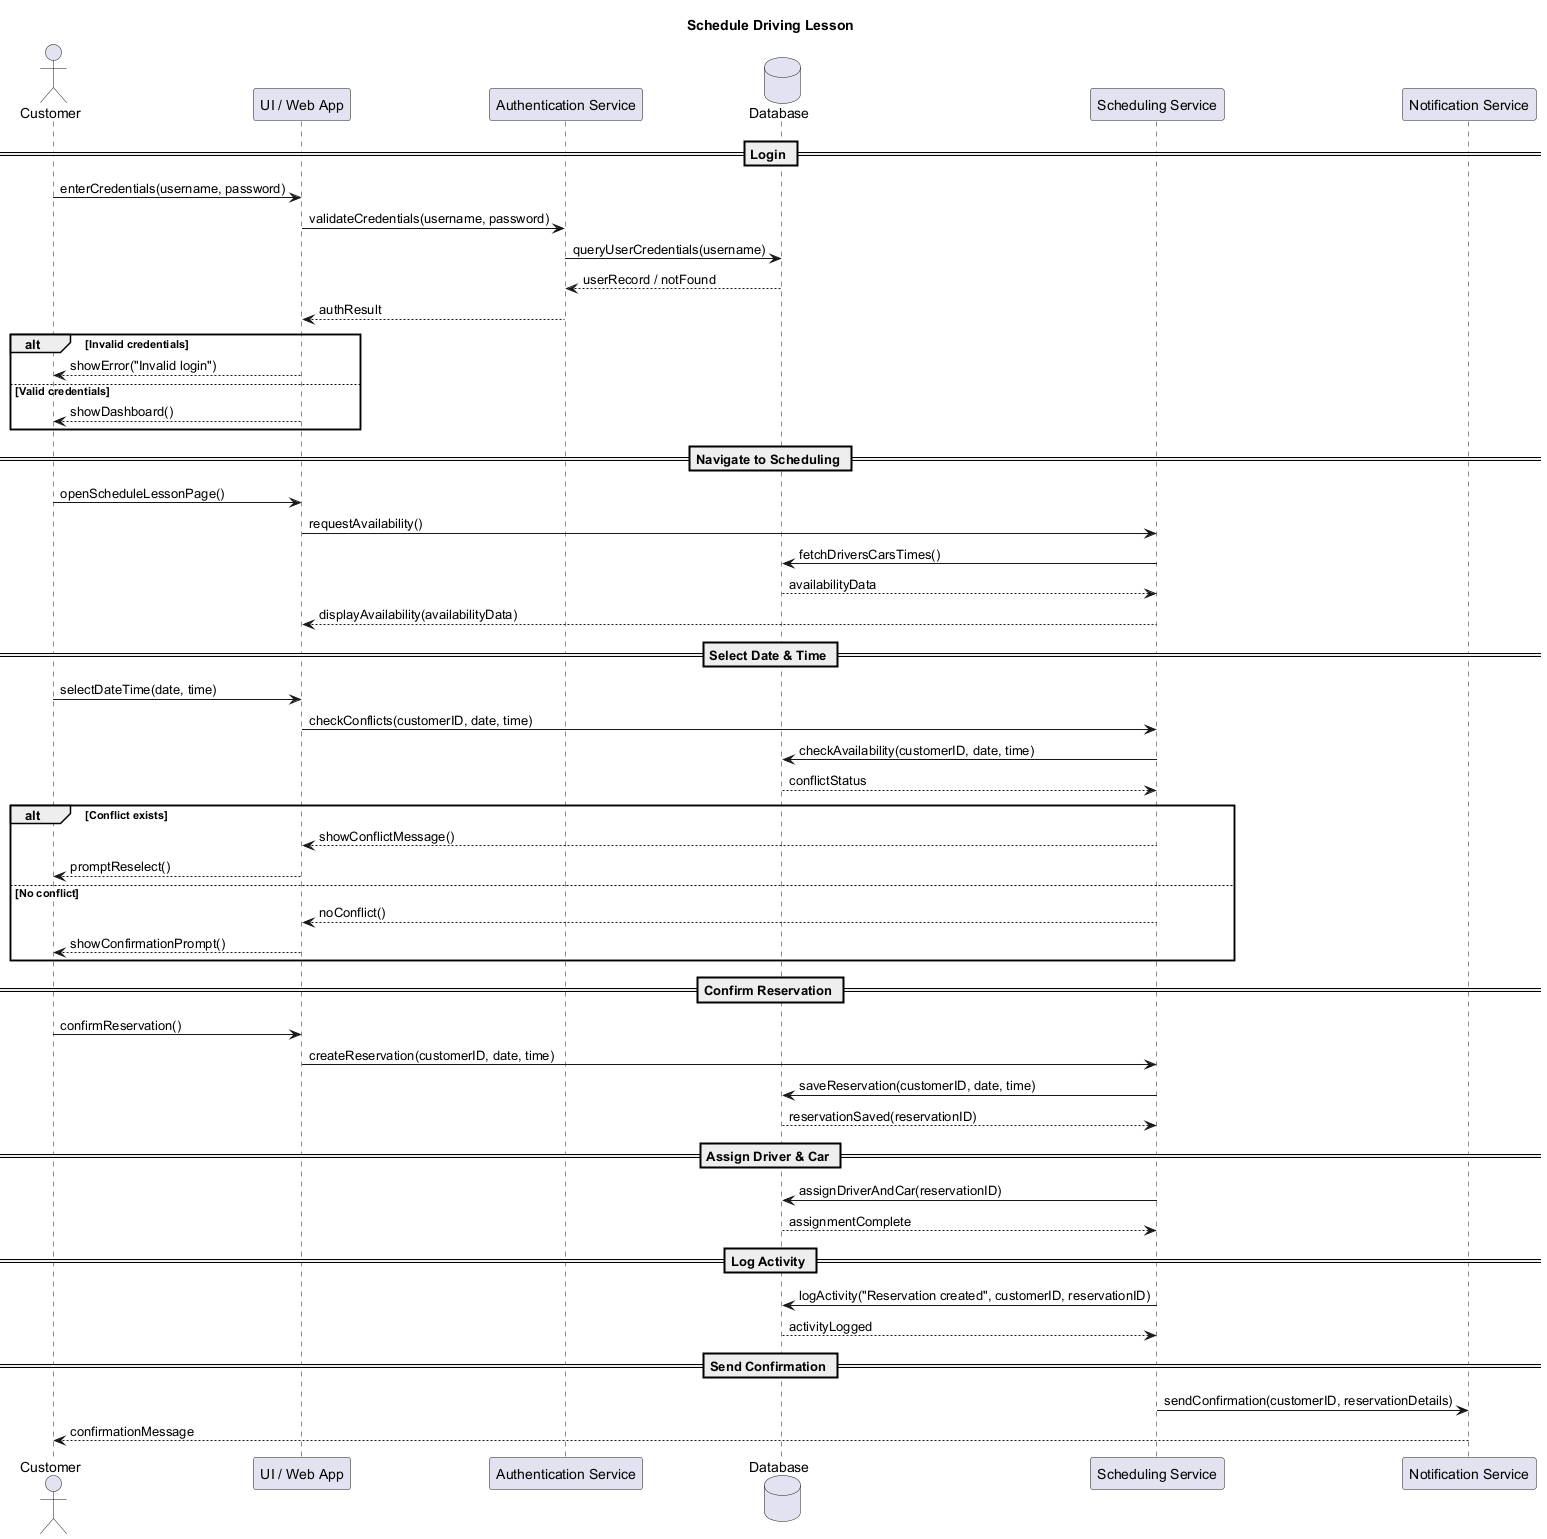 Schedule Driving Lesson
Customer
UI / Web App
Authentication Service
Database
Scheduling Service
Notification Service
Login
enterCredentials(username, password)
validateCredentials(username, password)
queryUserCredentials(username)
userRecord / notFound
authResult
alt [Invalid credentials]
showError("Invalid login")
[Valid credentials]
showDashboard()
Navigate to Scheduling
openScheduleLessonPage()
requestAvailability()
fetchDriversCarsTimes()
availabilityData
displayAvailability(availabilityData)
Select Date & Time
selectDateTime(date, time)
checkConflicts(customerID, date, time)
checkAvailability(customerID, date, time)
conflictStatus
alt [Conflict exists]
showConflictMessage()
promptReselect()
[No conflict]
noConflict()
showConfirmationPrompt()
Confirm Reservation
confirmReservation()
createReservation(customerID, date, time)
saveReservation(customerID, date, time)
reservationSaved(reservationID)
Assign Driver & Car
assignDriverAndCar(reservationID)
assignmentComplete
Log Activity
logActivity("Reservation created", customerID, reservationID)
activityLogged
Send Confirmation
sendConfirmation(customerID, reservationDetails)
confirmationMessage
Customer
UI / Web App
Authentication Service
Database
Scheduling Service
Notification Service